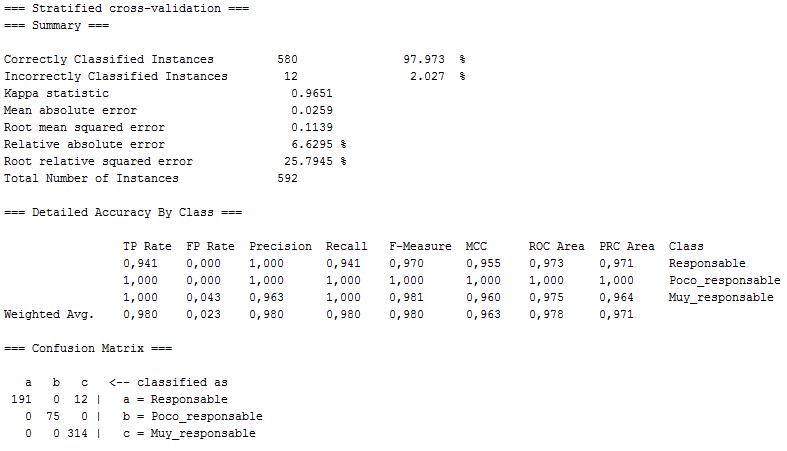 === Stratified cross-validation ===
=== Summary ===
Correctly Classified Instances 580 97.973 %
Incorrectly Classified Instances 12 2.027 %
Kappa statistic 0.9651
Mean absolute error 0.0259
Root mean squared error 0.1139
Relative absolute error 6.6295 %
Root relative squared error 25.7945 %
Total Number of Instances 592
=== Detailed Accuracy By Class ===
TP Rate FP Rate Precision Recall F-Measure MCC ROC Area PRC Area Class
0,941 0,000 1,000 0,941 0,970 0,955 0,973 0,971 Responsable
1,000 0,000 1,000 1,000 1,000 1,000 1,000 1,000 Poco_responsable
1,000 0,043 0,963 1,000 0,981 0,960 0,975 0,964 Muy_responsable
Weighted Avg. 0,980 0,023 0,980 0,980 0,980 0,963 0,978 0,971
=== Confusion Matrix ===
a b c <-- classified as
191 0 12 | a = Responsable
0 75 0 | b = Poco_responsable
0 0 314 | c = Muy_responsable